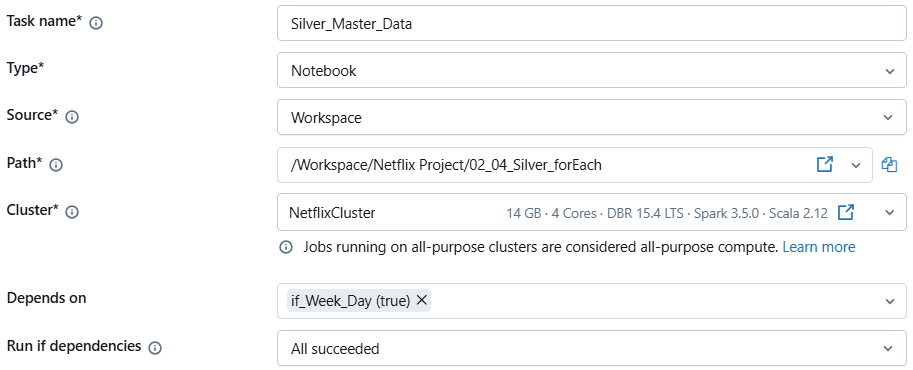 Task name*
Silver_Master_Data
Type*
Notebook
Source*
Workspace
Path*
/Workspace/Netflix Project/02_04_Silver_forEach
Cluster*
NetflixCluster 14 GB · 4 Cores · DBR 15.4 LTS · Spark 3.5.0 · Scala 2.12
Jobs running on all-purpose clusters are considered all-purpose compute. Learn more
Depends on
if_Week_Day (true)
Run if dependencies
All succeeded